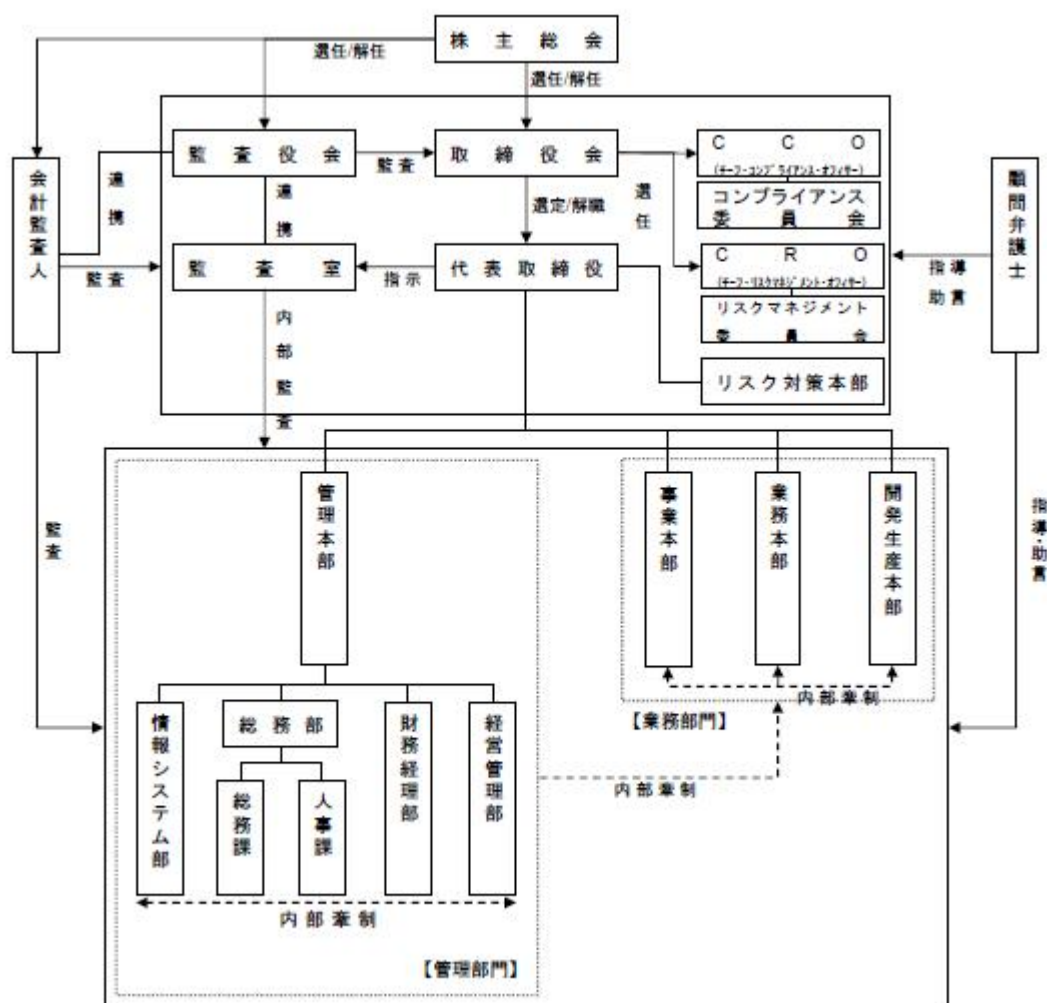 株主総会
選任/解任
選任/解任
監査役会
監査
取締役会
CCO
(チーフ・コンプライアンス・オフィサー)
コンプライアンス
委員会
会計監査人
連携
連携
選定/解職
選任
顧問弁護士
監査
監査室
指示
代表取締役
CRO
(チーフ・リスクマネジメント・オフィサー)
リスクマネジメント
委員会
指導
助言
内部監査
リスク対策本部
監査
管理本部
事業本部
業務本部
開発生産本部
指導・助言
内部牽制
【業務部門】
情報システム部
総務部
総務課
人事課
財務経理部
経営管理部
内部牽制
内部牽制
【管理部門】